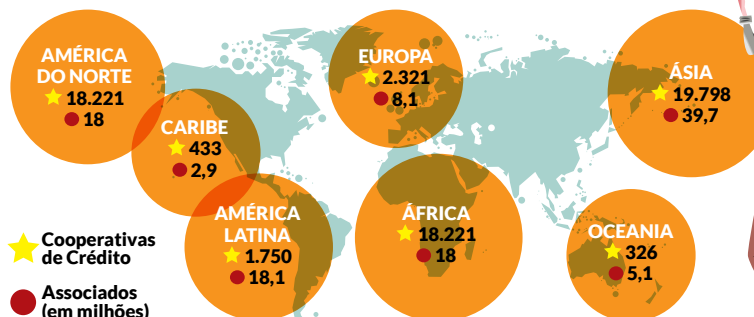 AMÉRICA
DO NORTE
18.221
18
CARIBE
433
2,9
AMÉRICA
LATINA
1.750
18,1
EUROPA
2.321
8,1
ÁFRICA
18.221
18
ÁSIA
19.798
39,7
OCEANIA
326
5,1
Cooperativas
de Crédito
Associados
(em milhões)